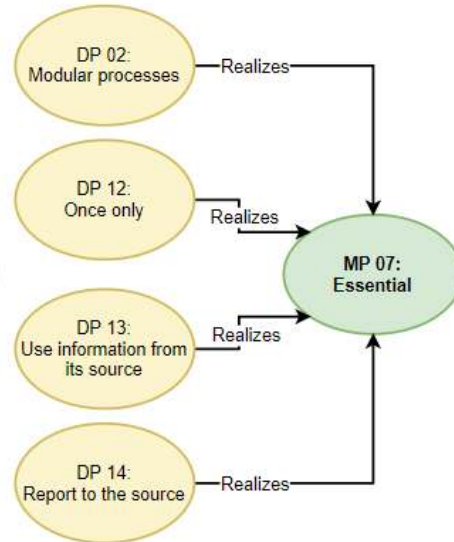 DP 02:
Modular processes
Realizes
DP 12:
Once only
Realizes
MP 07:
Essential
DP 13:
Use information from
its source
Realizes
DP 14:
Report to the source
Realizes